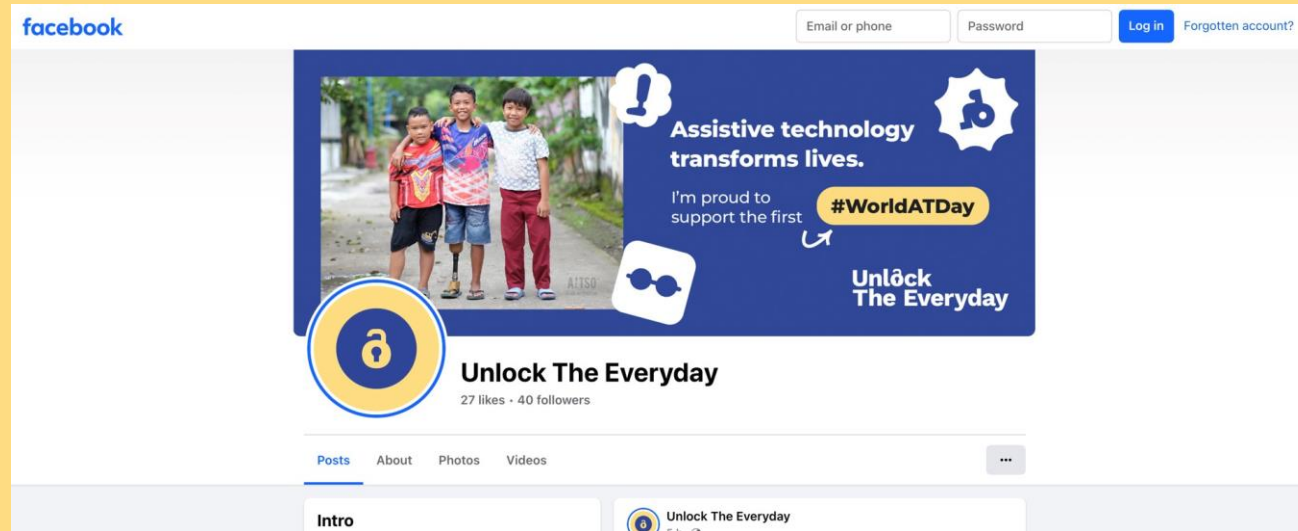 facebook
Email or phone
Password
Log in
Forgotten account?
Assistive technology
transforms lives.
I'm proud to
support the first
#WorldATDay
Unlôck
The Everyday
Unlock The Everyday
27 likes • 40 followers
Posts
About
Photos
Videos
Intro
Unlock The Everyday